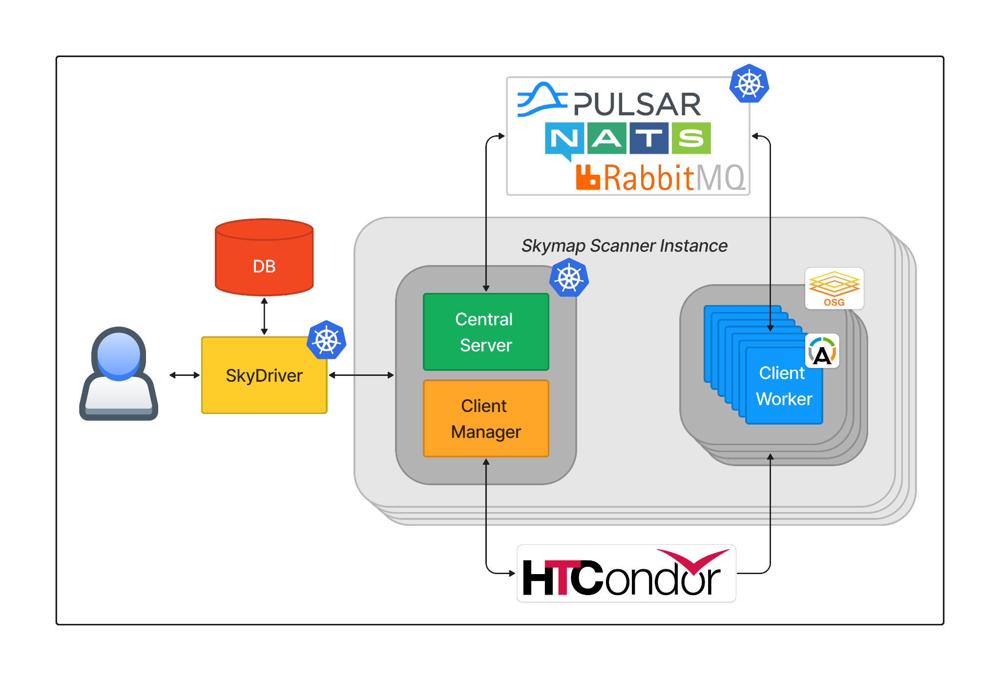 PULSAR
NATS
RabbitMQ
Skymap Scanner Instance
DB
OSG
Central
Server
SkyDriver
A
Client
Worker
Client
Manager
HTCondor